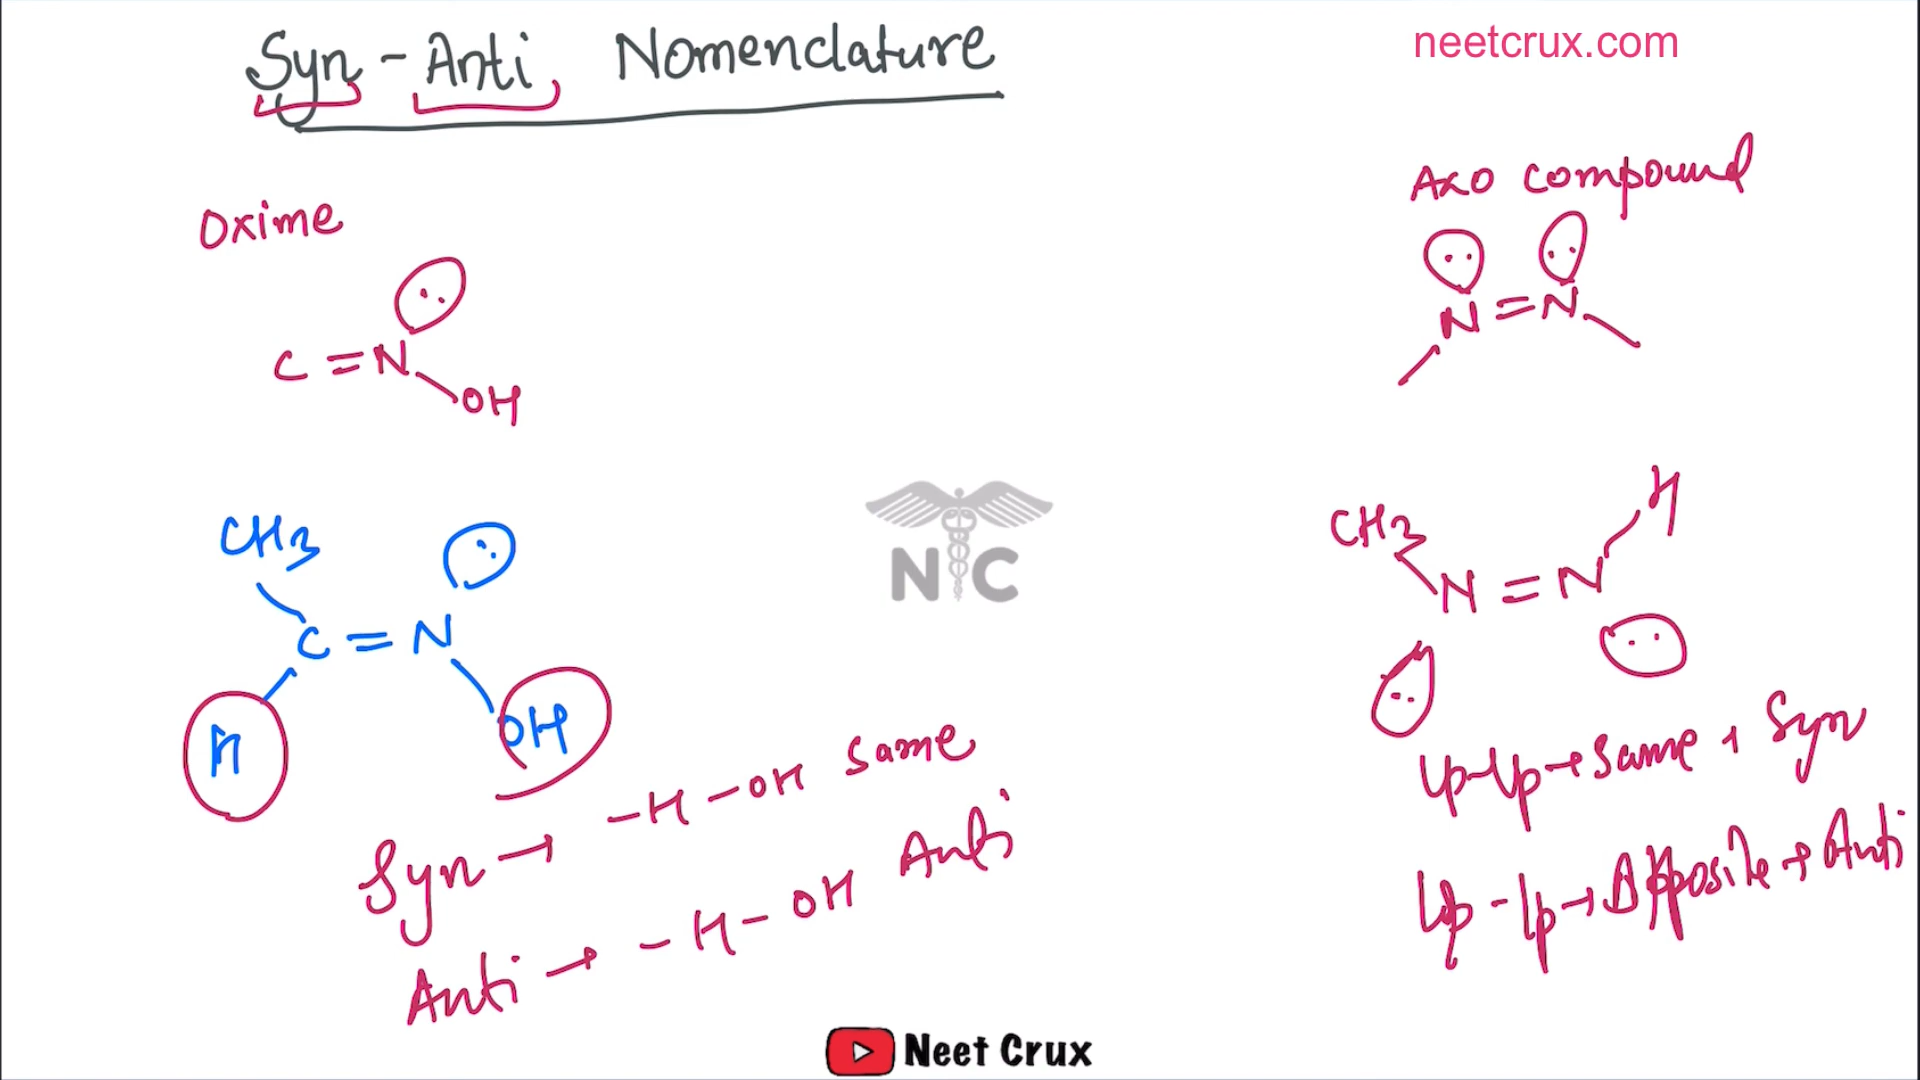 Syn - Anti Nomenclature
neetcrux.com
Oxime
C = N
OH
Azo compound
N = N
CH3
C = N
H
OH
Syn → -H -OH Same
Anti → -H - OH Anti
CH3
H
N = N
lp-lp → Same → Syn
lp - lp → Opposite → Anti
N C
Neet Crux